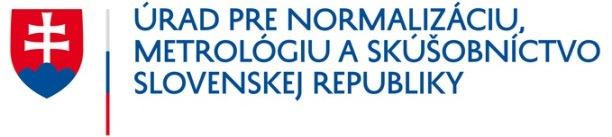 ÚRAD PRE NORMALIZÁCIU,
METROLÓGIU A SKÚŠOBNÍCTVO
SLOVENSKEJ REPUBLIKY